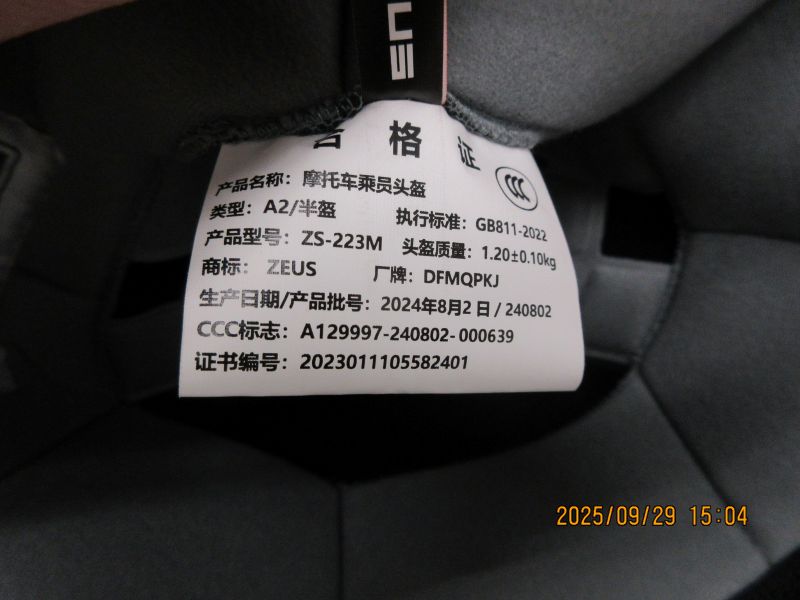 合格证
CCC
产品名称：摩托车乘员头盔
类型：A2/半盔
执行标准：GB811-2022
产品型号：ZS-223M
头盔质量：1.20±0.10kg
商标：ZEUS
厂牌：DFMQPKJ
生产日期/产品批号：2024年8月2日/240802
CCC标志：A129997-240802-000639
证书编号：2023011105582401
2025/09/29 15:04